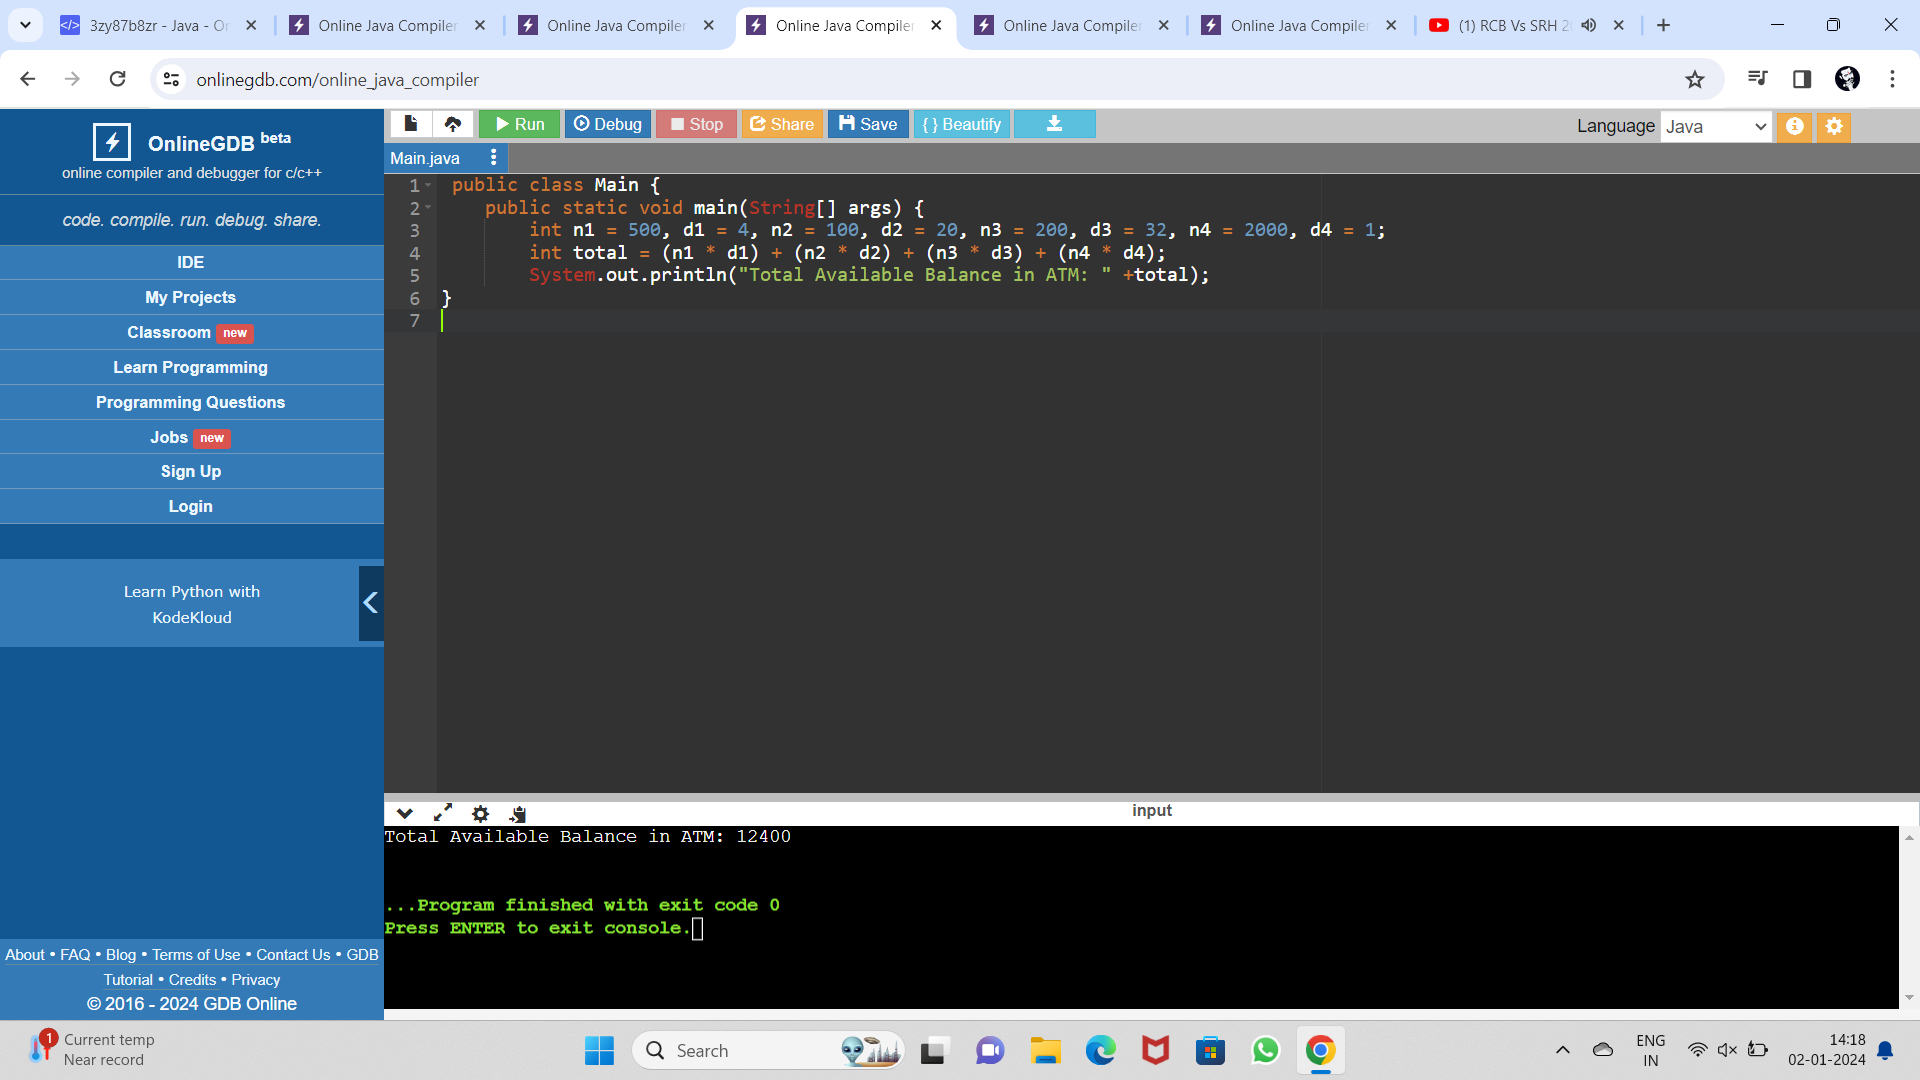 3zy87b8zr - Java - Or
Online Java Compiler
Online Java Compiler
Online Java Compiler
Online Java Compiler
Online Java Compiler
(1) RCB Vs SRH 2
onlinegdb.com/online_java_compiler
OnlineGDB beta
online compiler and debugger for c/c++
code. compile. run. debug. share.
IDE
My Projects
Classroom new
Learn Programming
Programming Questions
Jobs new
Sign Up
Login
Learn Python with
KodeKloud
About • FAQ • Blog • Terms of Use • Contact Us • GDB
Tutorial • Credits • Privacy
© 2016 - 2024 GDB Online
Run Debug Stop Share Save { } Beautify
Language Java
Main.java
1 public class Main {
2 public static void main(String[] args) {
3 int n1 = 500, d1 = 4, n2 = 100, d2 = 20, n3 = 200, d3 = 32, n4 = 2000, d4 = 1;
4 int total = (n1 * d1) + (n2 * d2) + (n3 * d3) + (n4 * d4);
5 System.out.println("Total Available Balance in ATM: " +total);
6 }
7
input
Total Available Balance in ATM: 12400
...Program finished with exit code 0
Press ENTER to exit console.
1
Current temp
Near record
Search
ENG
IN
14:18
02-01-2024